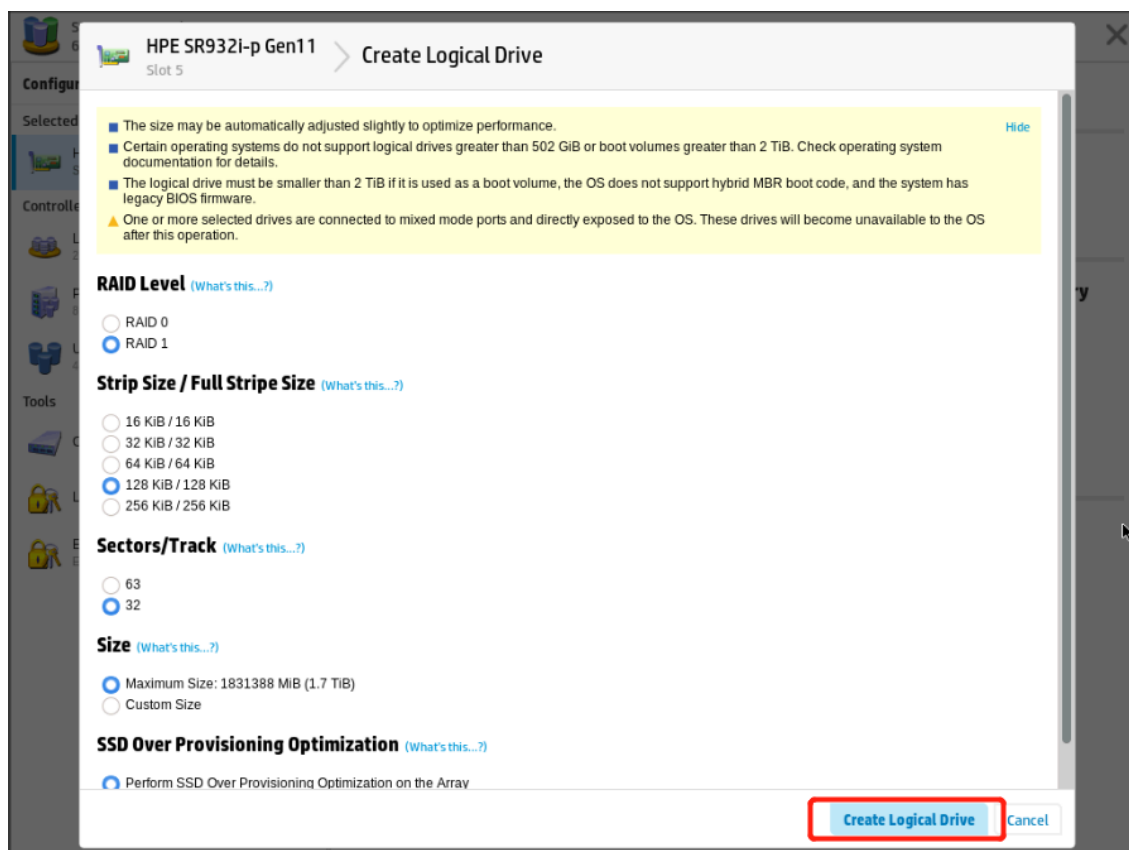 HPE SR932i-p Gen11
Create Logical Drive
Slot 5
Configur
Selected
Controlle
Tools
The size may be automatically adjusted slightly to optimize performance.
Hide
Certain operating systems do not support logical drives greater than 502 GiB or boot volumes greater than 2 TiB. Check operating system
documentation for details.
The logical drive must be smaller than 2 TiB if it is used as a boot volume, the OS does not support hybrid MBR boot code, and the system has
legacy BIOS firmware.
One or more selected drives are connected to mixed mode ports and directly exposed to the OS. These drives will become unavailable to the OS
after this operation.
RAID Level (What's this...?)
RAID 0
RAID 1
Strip Size / Full Stripe Size (What's this...?)
16 KiB / 16 KiB
32 KiB / 32 KiB
64 KiB / 64 KiB
128 KiB / 128 KiB
256 KiB / 256 KiB
Sectors/Track (What's this...?)
63
32
Size (What's this...?)
Maximum Size: 1831388 MiB (1.7 TiB)
Custom Size
SSD Over Provisioning Optimization (What's this...?)
Perform SSD Over Provisioning Optimization on the Array
Create Logical Drive
Cancel